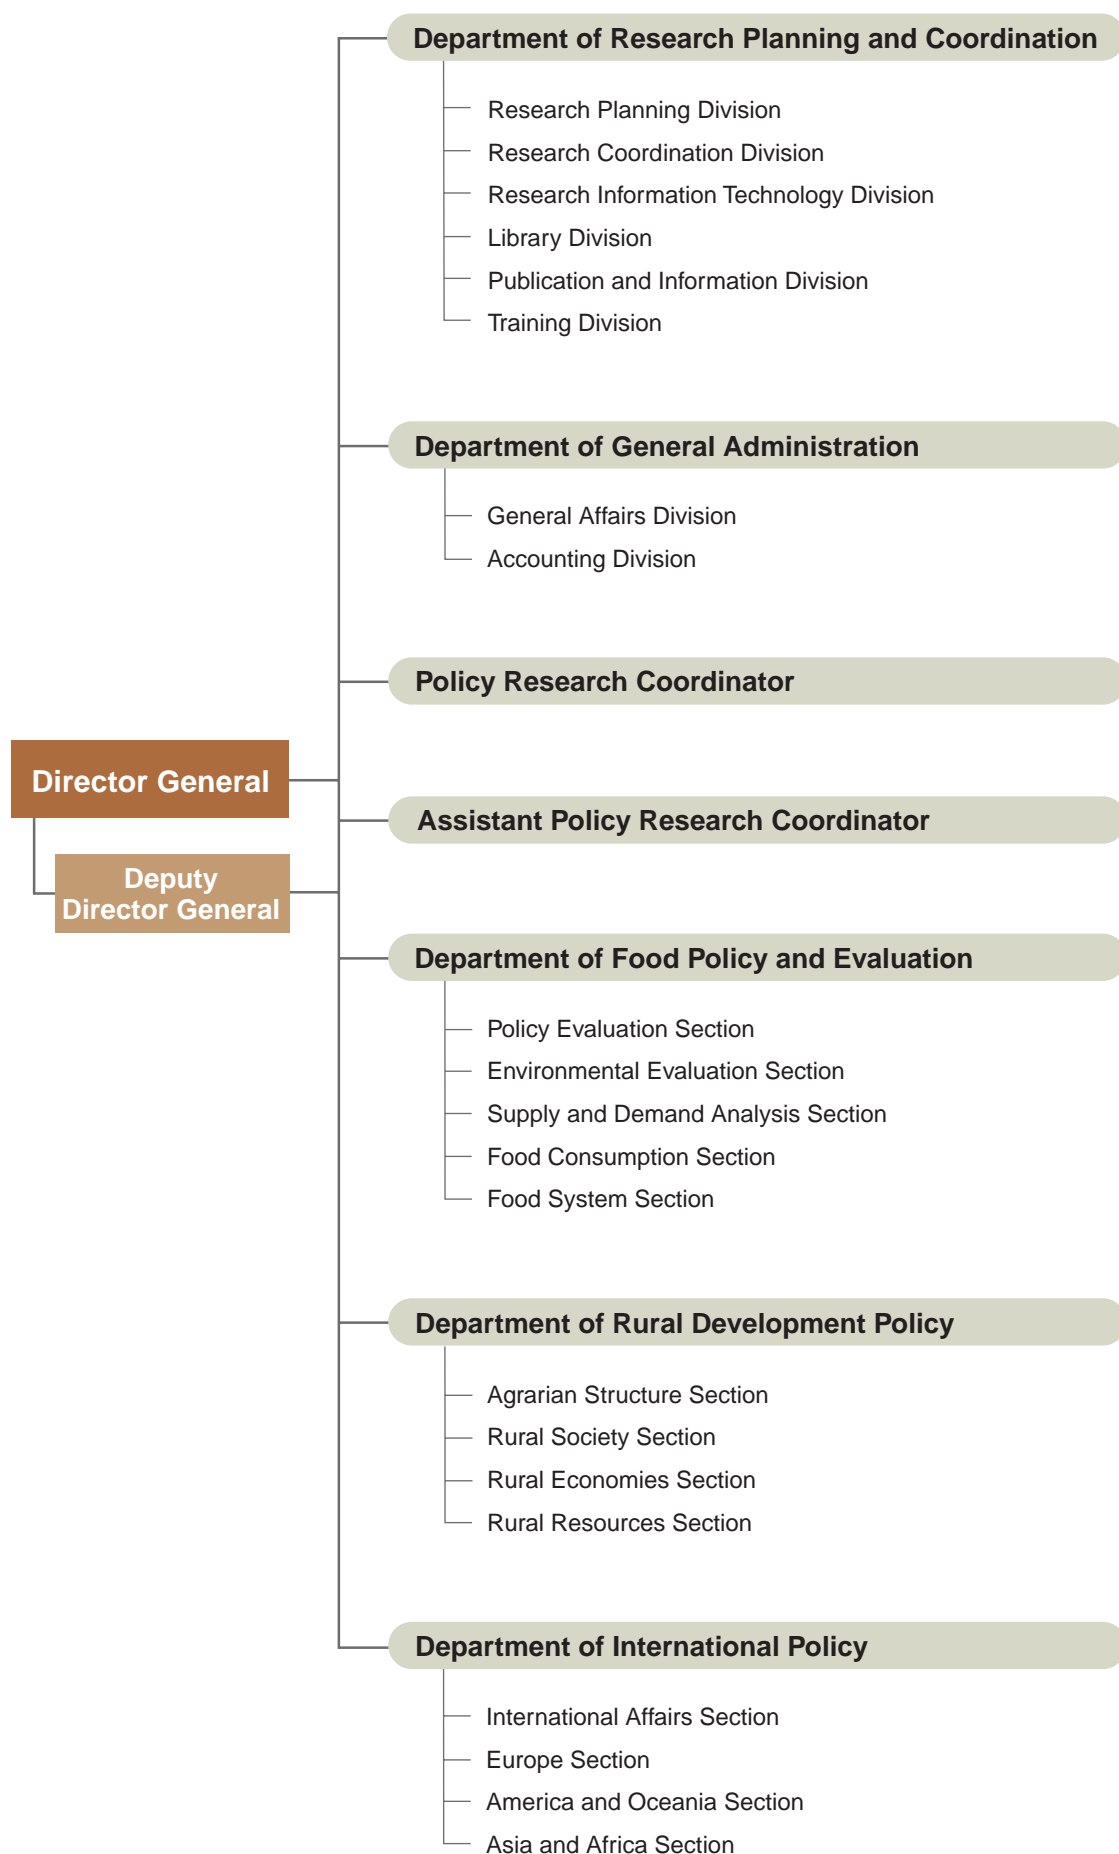 Department of Research Planning and Coordination
Research Planning Division
Research Coordination Division
Research Information Technology Division
Library Division
Publication and Information Division
Training Division
Department of General Administration
General Affairs Division
Accounting Division
Policy Research Coordinator
Director General
Assistant Policy Research Coordinator
Deputy
Director General
Department of Food Policy and Evaluation
Policy Evaluation Section
Environmental Evaluation Section
Supply and Demand Analysis Section
Food Consumption Section
Food System Section
Department of Rural Development Policy
Agrarian Structure Section
Rural Society Section
Rural Economies Section
Rural Resources Section
Department of International Policy
International Affairs Section
Europe Section
America and Oceania Section
Asia and Africa Section